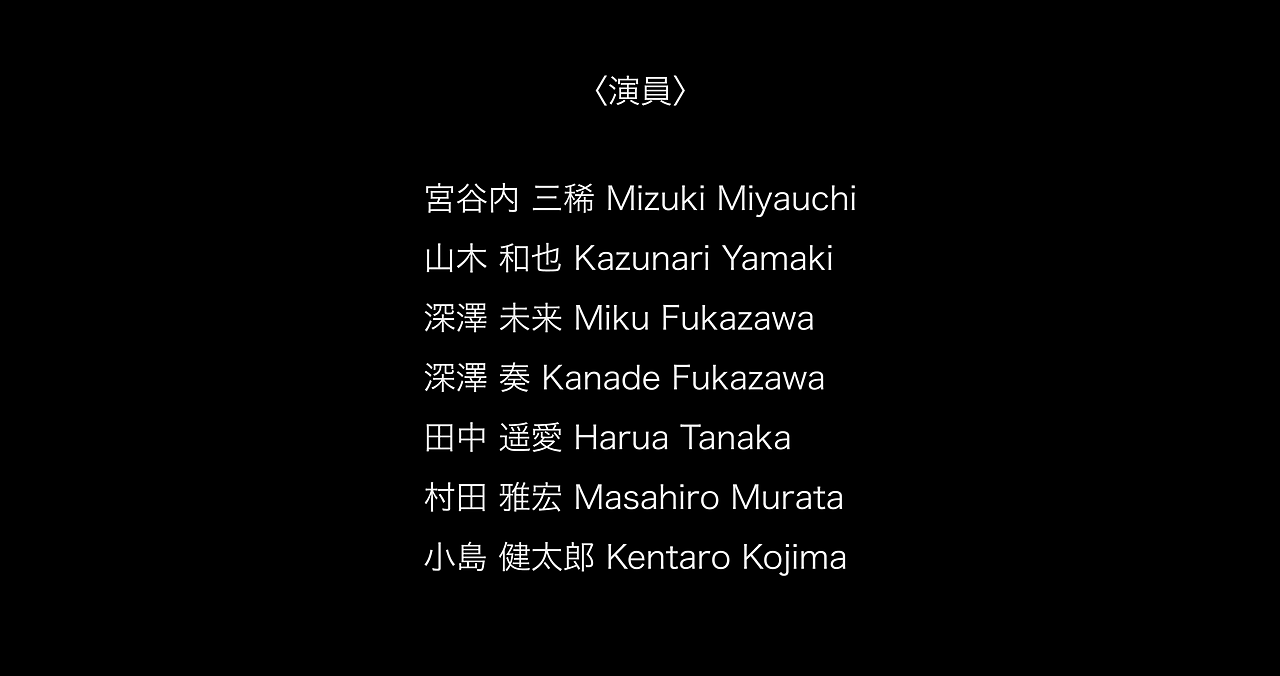 〈演員〉
宮谷内 三稀 Mizuki Miyauchi
山木 和也 Kazunari Yamaki
深澤 未来 Miku Fukazawa
深澤 奏 Kanade Fukazawa
田中 遥愛 Harua Tanaka
村田 雅宏 Masahiro Murata
小島 健太郎 Kentaro Kojima